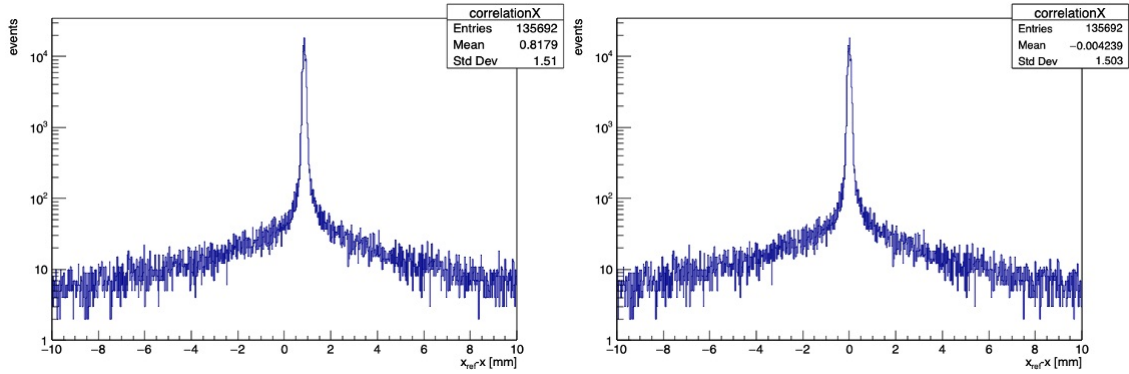 correlationX
Entries 135692
Mean 0.8179
Std Dev 1.51
events
10^4
10^3
10^2
10
1
−10 −8 −6 −4 −2 0 2 4 6 8 10
x_ref-x [mm]
correlationX
Entries 135692
Mean −0.004239
Std Dev 1.503
events
10^4
10^3
10^2
10
1
−10 −8 −6 −4 −2 0 2 4 6 8 10
x_ref-x [mm]